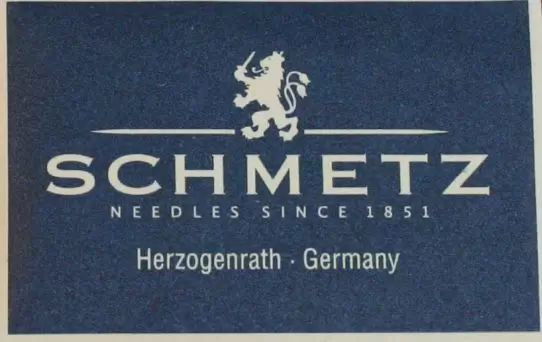 SCHMETZ
NEEDLES SINCE 1851
Herzogenrath · Germany